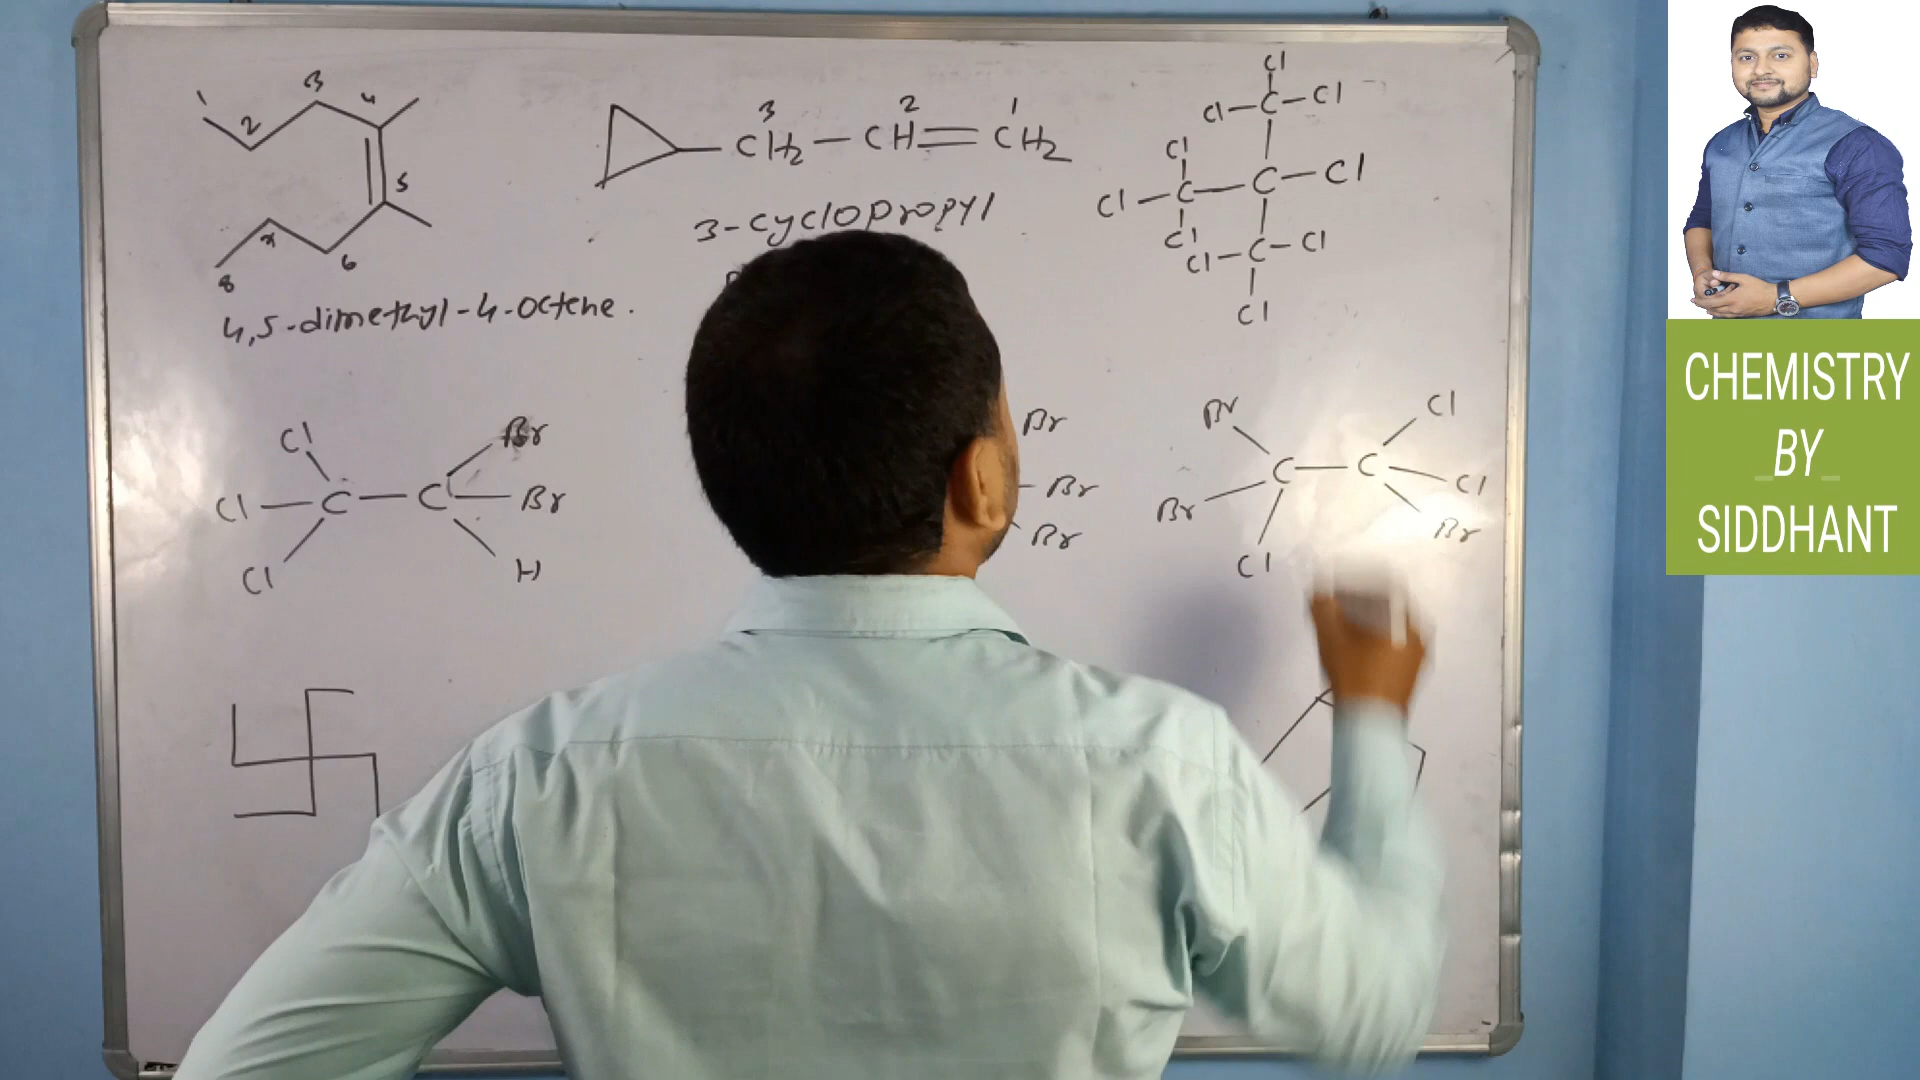 1
2
3
4
5
6
7
8
4,5-dimethyl-4-octene.
3 2 1
CH2 — CH = CH2
3-cyclopropyl
Cl
Cl — C — Cl
Cl
Cl — C — C — Cl
Cl
Cl — C — Cl
Cl
Cl Br
Cl — C — C — Br
Cl H
Br
Br
Br
Br Cl
C — C
Br Cl
Cl Br
CHEMISTRY
_BY_
SIDDHANT